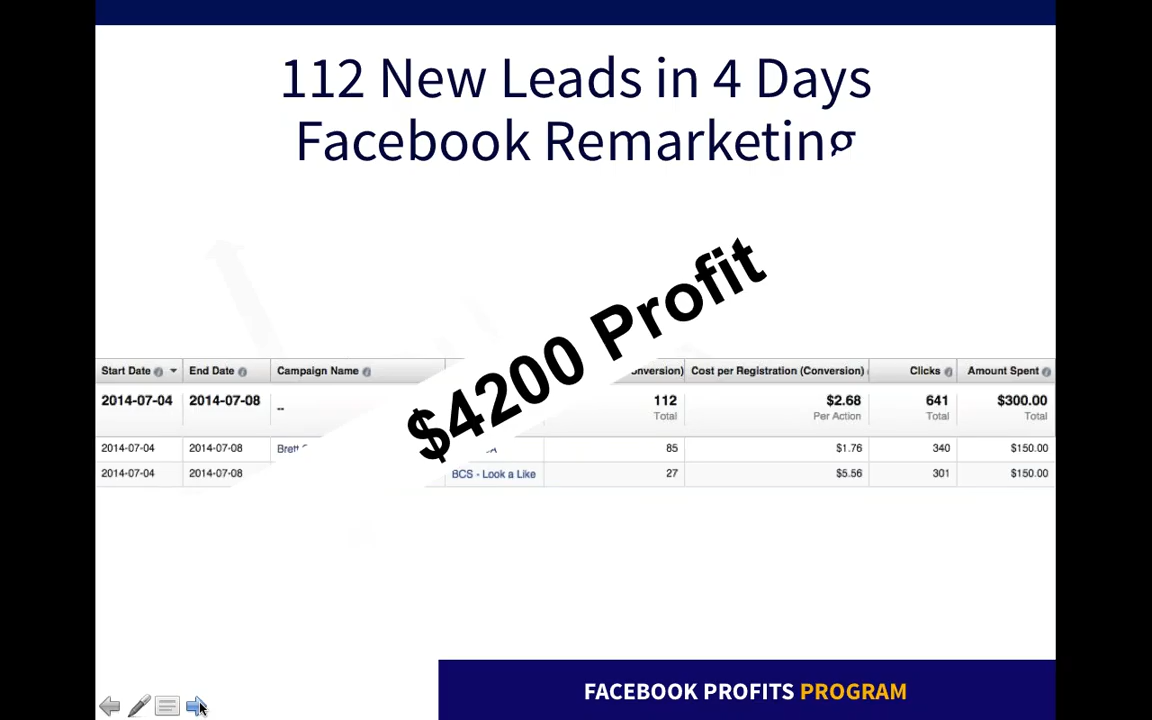 112 New Leads in 4 Days
Facebook Remarketing
$4200 Profit
Start Date End Date Campaign Name onversion) Cost per Registration (Conversion) Clicks Amount Spent
2014-07-04 2014-07-08 -- 112 $2.68 641 $300.00
Total Per Action Total Total
2014-07-04 2014-07-08 Brett 85 $1.76 340 $150.00
2014-07-04 2014-07-08 BCS - Look a Like 27 $5.56 301 $150.00
FACEBOOK PROFITS PROGRAM